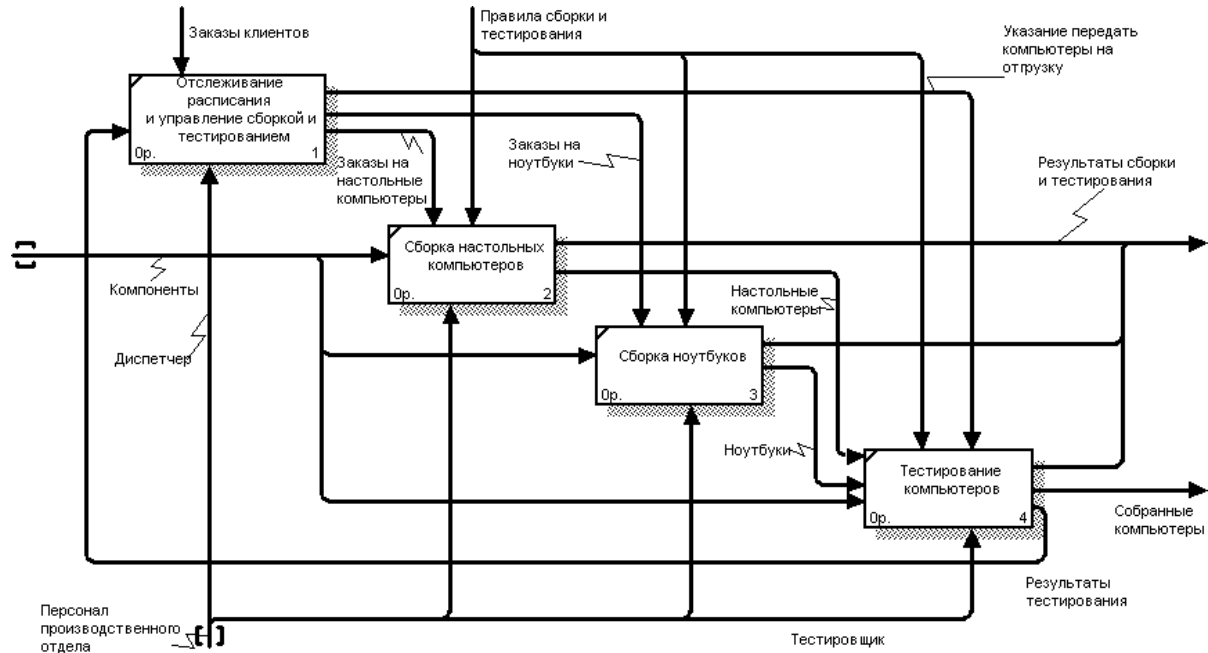 Заказы клиентов
Правила сборки и
тестирования
Указание передать
компьютеры на
отгрузку
Отслеживание
расписания
и управление сборкой и
тестированием
0р.
1
Заказы на
настольные
компьютеры
Заказы на
ноутбуки
Результаты сборки
и тестирования
Сборка настольных
компьютеров
0р.
2
Компоненты
Настольные
компьютеры
Диспетчер
Сборка ноутбуков
0р.
3
Ноутбуки
Тестирование
компьютеров
0р.
4
Собранные
компьютеры
Результаты
тестирования
Персонал
производственного
отдела
Тестировщик